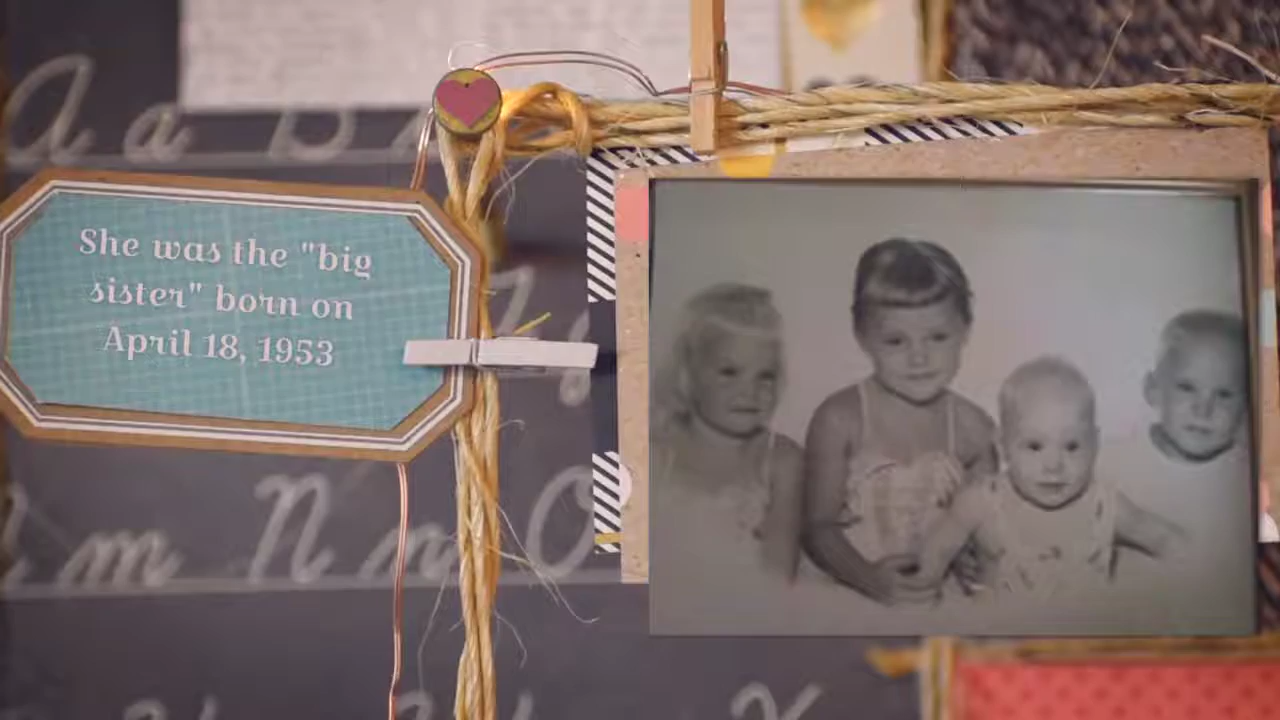 A a B
She was the "big
sister" born on
April 18, 1953
m N n O